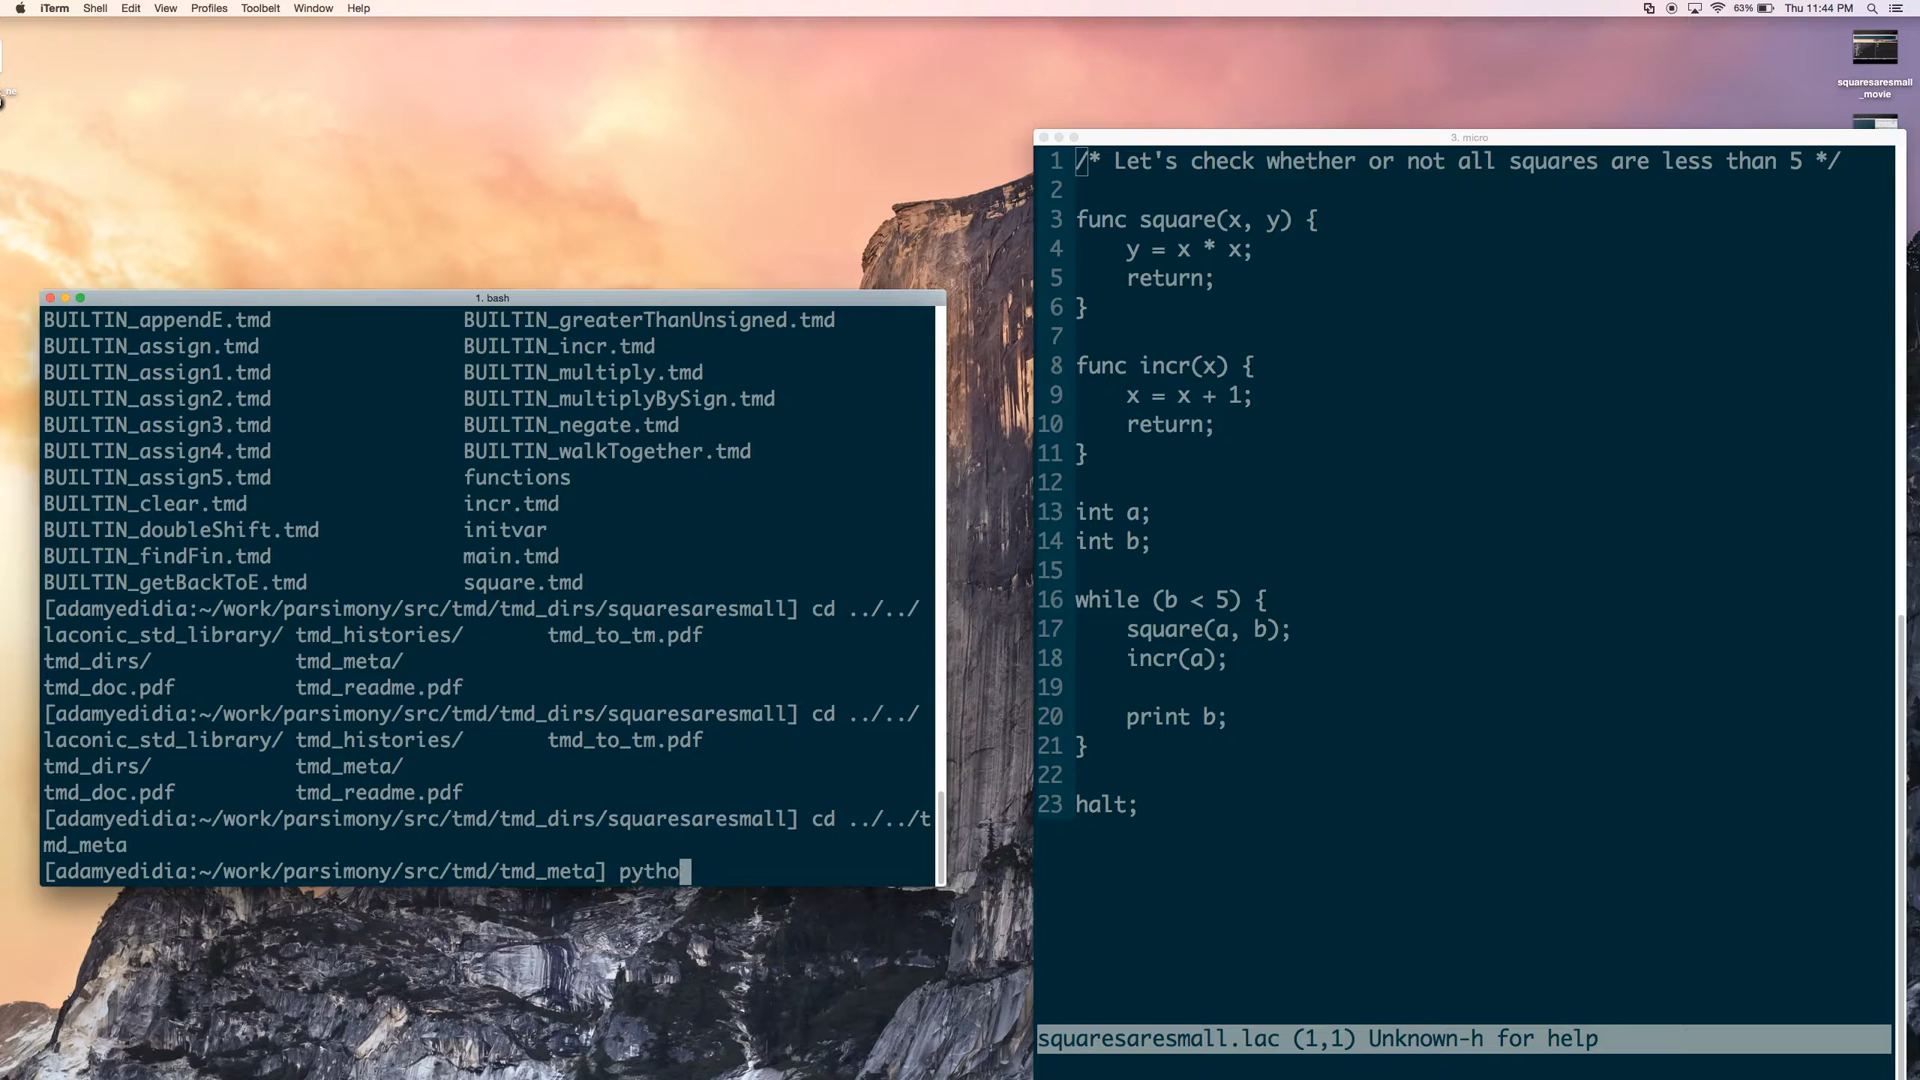 iTerm Shell Edit View Profiles Toolbelt Window Help 63% Thu 11:44 PM
squaresaresmall
_movie
1. bash
BUILTIN_appendE.tmd BUILTIN_greaterThanUnsigned.tmd
BUILTIN_assign.tmd BUILTIN_incr.tmd
BUILTIN_assign1.tmd BUILTIN_multiply.tmd
BUILTIN_assign2.tmd BUILTIN_multiplyBySign.tmd
BUILTIN_assign3.tmd BUILTIN_negate.tmd
BUILTIN_assign4.tmd BUILTIN_walkTogether.tmd
BUILTIN_assign5.tmd functions
BUILTIN_clear.tmd incr.tmd
BUILTIN_doubleShift.tmd initvar
BUILTIN_findFin.tmd main.tmd
BUILTIN_getBackToE.tmd square.tmd
[adamyedidia:~/work/parsimony/src/tmd/tmd_dirs/squaresaresmall] cd ../../
laconic_std_library/ tmd_histories/ tmd_to_tm.pdf
tmd_dirs/ tmd_meta/
tmd_doc.pdf tmd_readme.pdf
[adamyedidia:~/work/parsimony/src/tmd/tmd_dirs/squaresaresmall] cd ../../
laconic_std_library/ tmd_histories/ tmd_to_tm.pdf
tmd_dirs/ tmd_meta/
tmd_doc.pdf tmd_readme.pdf
[adamyedidia:~/work/parsimony/src/tmd/tmd_dirs/squaresaresmall] cd ../../t
md_meta
[adamyedidia:~/work/parsimony/src/tmd/tmd_meta] pytho
3. micro
1 /* Let's check whether or not all squares are less than 5 */
2
3 func square(x, y) {
4 y = x * x;
5 return;
6 }
7
8 func incr(x) {
9 x = x + 1;
10 return;
11 }
12
13 int a;
14 int b;
15
16 while (b < 5) {
17 square(a, b);
18 incr(a);
19
20 print b;
21 }
22
23 halt;
squaresaresmall.lac (1,1) Unknown-h for help